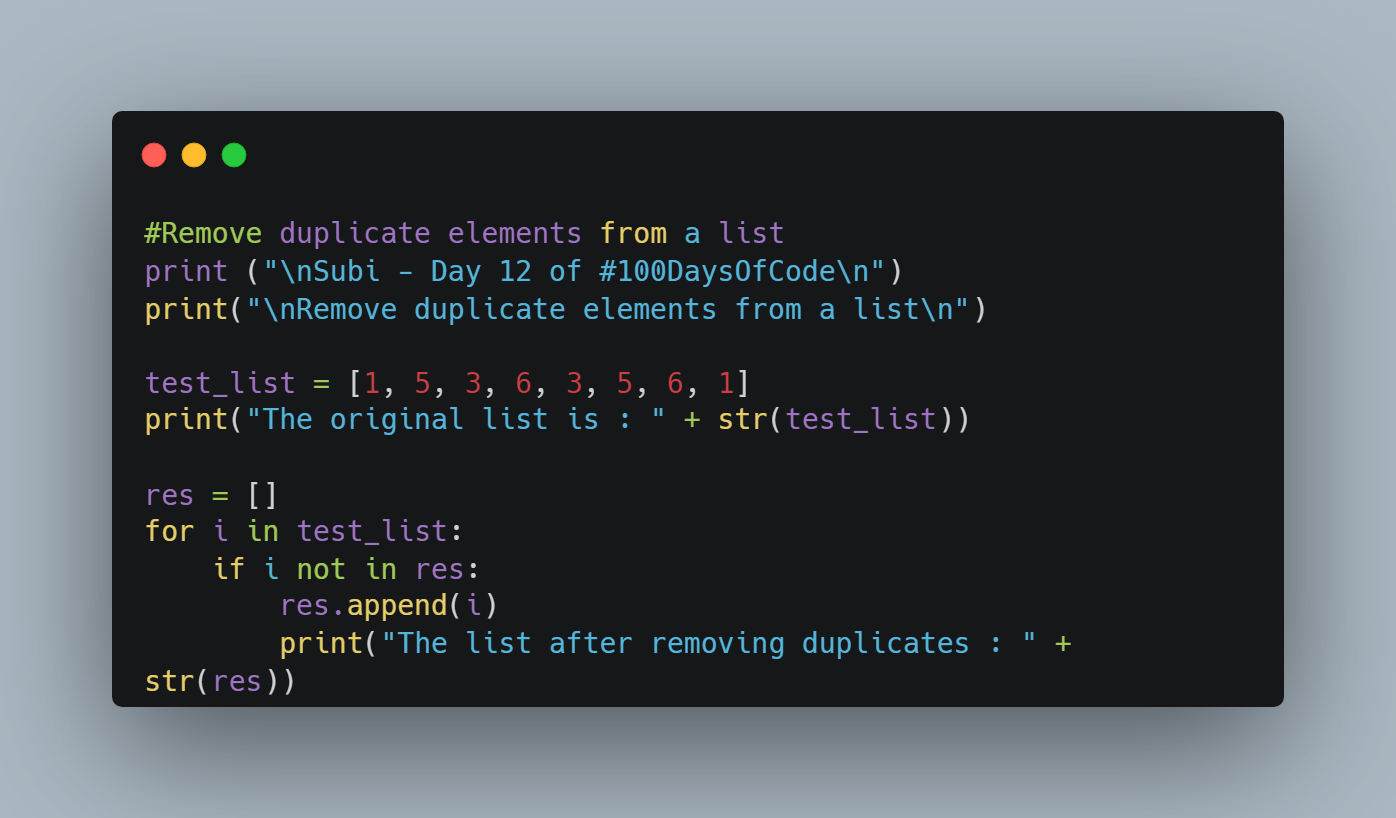 #Remove duplicate elements from a list
print ("\nSubi - Day 12 of #100DaysOfCode\n")
print("\nRemove duplicate elements from a list\n")

test_list = [1, 5, 3, 6, 3, 5, 6, 1]
print("The original list is : " + str(test_list))

res = []
for i in test_list:
    if i not in res:
        res.append(i)
        print("The list after removing duplicates : " +
str(res))